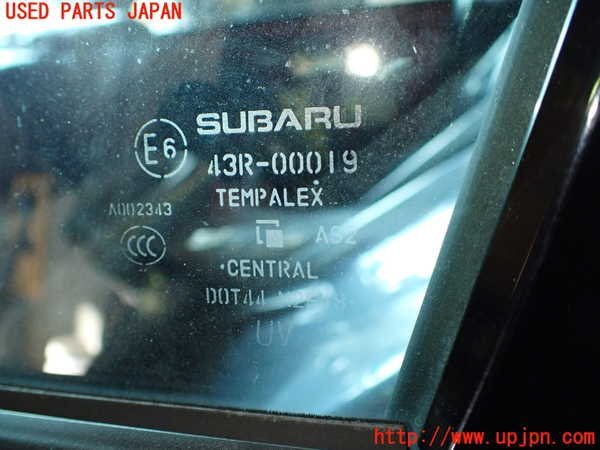 USED PARTS JAPAN
SUBARU
E6
43R-00019
TEMPALEX
A002343
CCC
AS2
·CENTRAL
DOT44
UV
http://www.upjpn.com/